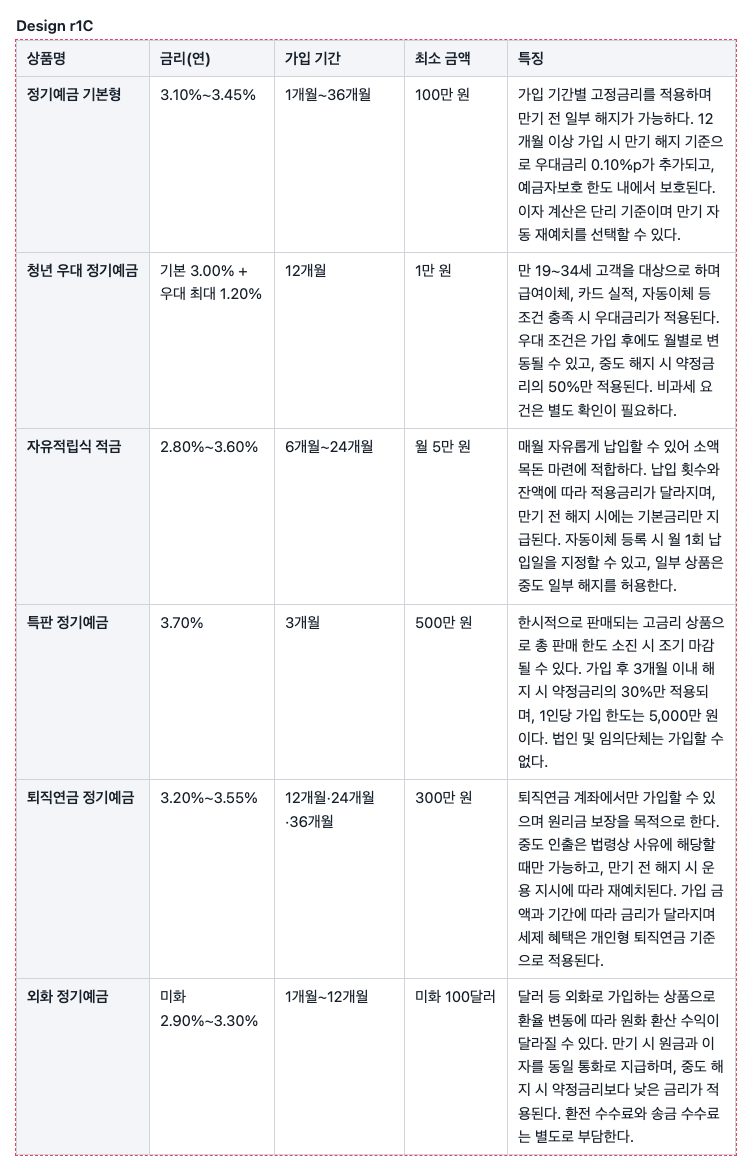 Design r1C
상품명 금리(연) 가입 기간 최소 금액 특징
정기예금 기본형 3.10%~3.45% 1개월~36개월 100만 원 가입 기간별 고정금리를 적용하며
만기 전 일부 해지가 가능하다. 12
개월 이상 가입 시 만기 해지 기준으
로 우대금리 0.10%p가 추가되고,
예금자보호 한도 내에서 보호된다.
이자 계산은 단리 기준이며 만기 자
동 재예치를 선택할 수 있다.
청년 우대 정기예금 기본 3.00% + 12개월 1만 원 만 19~34세 고객을 대상으로 하며
우대 최대 1.20% 급여이체, 카드 실적, 자동이체 등
조건 충족 시 우대금리가 적용된다.
우대 조건은 가입 후에도 월별로 변
동될 수 있고, 중도 해지 시 약정금
리의 50%만 적용된다. 비과세 요
건은 별도 확인이 필요하다.
자유적립식 적금 2.80%~3.60% 6개월~24개월 월 5만 원 매월 자유롭게 납입할 수 있어 소액
목돈 마련에 적합하다. 납입 횟수와
잔액에 따라 적용금리가 달라지며,
만기 전 해지 시에는 기본금리만 지
급된다. 자동이체 등록 시 월 1회 납
입일을 지정할 수 있고, 일부 상품은
중도 일부 해지를 허용한다.
특판 정기예금 3.70% 3개월 500만 원 한시적으로 판매되는 고금리 상품으
로 총 판매 한도 소진 시 조기 마감
될 수 있다. 가입 후 3개월 이내 해
지 시 약정금리의 30%만 적용되
며, 1인당 가입 한도는 5,000만 원
이다. 법인 및 임의단체는 가입할 수
없다.
퇴직연금 정기예금 3.20%~3.55% 12개월·24개월 300만 원 퇴직연금 계좌에서만 가입할 수 있
·36개월 으며 원리금 보장을 목적으로 한다.
중도 인출은 법령상 사유에 해당할
때만 가능하고, 만기 전 해지 시 운
용 지시에 따라 재예치된다. 가입 금
액과 기간에 따라 금리가 달라지며
세제 혜택은 개인형 퇴직연금 기준
으로 적용된다.
외화 정기예금 미화 1개월~12개월 미화 100달러 달러 등 외화로 가입하는 상품으로
2.90%~3.30% 환율 변동에 따라 원화 환산 수익이
달라질 수 있다. 만기 시 원금과 이
자를 동일 통화로 지급하며, 중도 해
지 시 약정금리보다 낮은 금리가 적
용된다. 환전 수수료와 송금 수수료
는 별도로 부담한다.